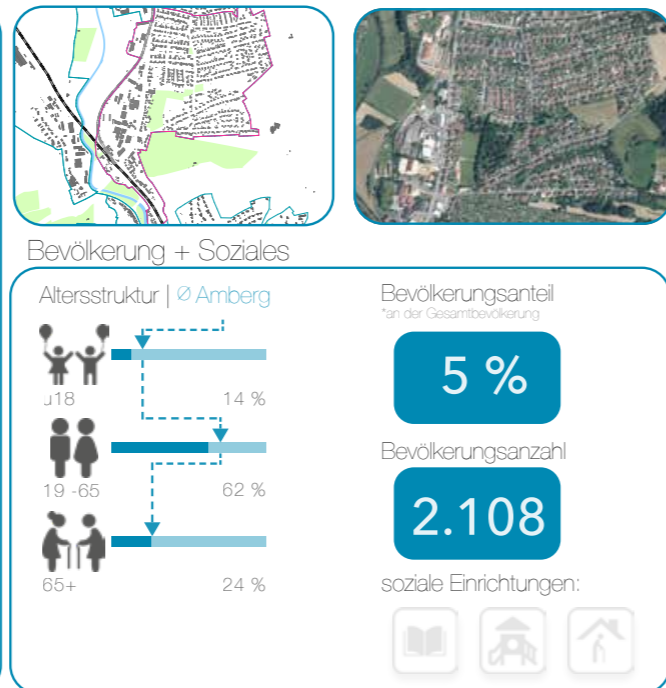 Bevölkerung + Soziales
Altersstruktur | Ø Amberg
u18
14 %
19 -65
62 %
65+
24 %
Bevölkerungsanteil
*an der Gesamtbevölkerung
5 %
Bevölkerungsanzahl
2.108
soziale Einrichtungen: